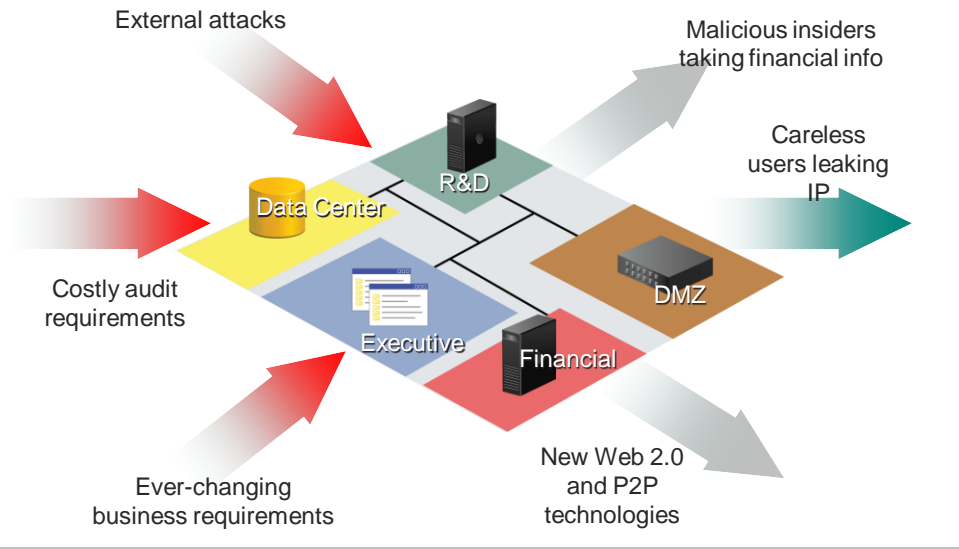 External attacks
Malicious insiders
taking financial info
Careless
users leaking
IP
R&D
Data Center
DMZ
Costly audit
requirements
Executive
Financial
New Web 2.0
and P2P
technologies
Ever-changing
business requirements